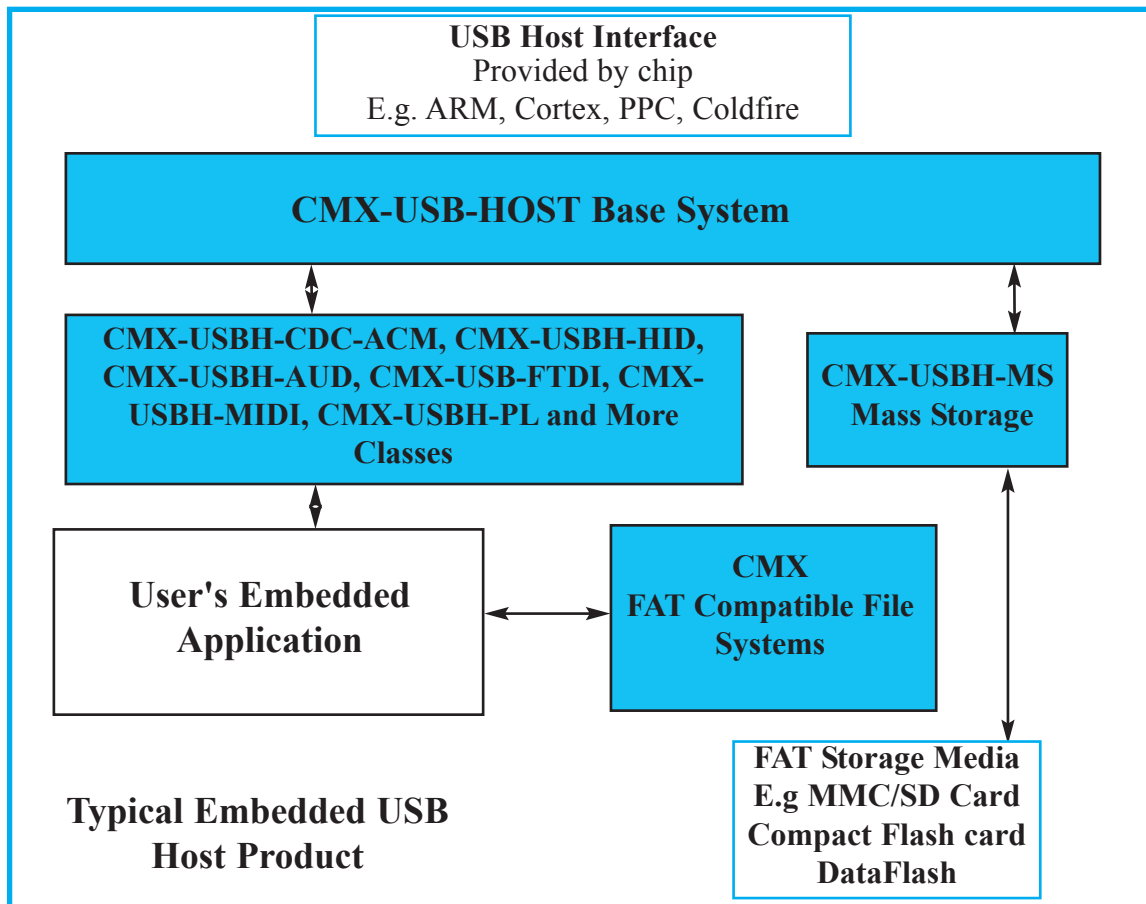 USB Host Interface
Provided by chip
E.g. ARM, Cortex, PPC, Coldfire
CMX-USB-HOST Base System
CMX-USBH-CDC-ACM, CMX-USBH-HID,
CMX-USBH-AUD, CMX-USB-FTDI, CMX-
USBH-MIDI, CMX-USBH-PL and More
Classes
CMX-USBH-MS
Mass Storage
User's Embedded
Application
CMX
FAT Compatible File
Systems
FAT Storage Media
E.g MMC/SD Card
Compact Flash card
DataFlash
Typical Embedded USB
Host Product